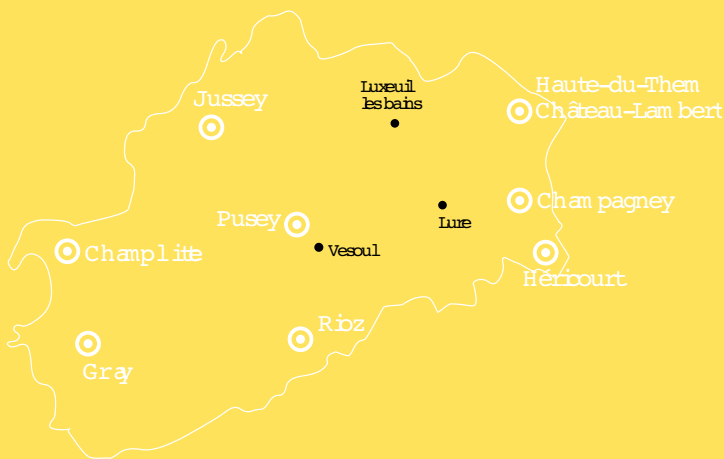 Haute-du-Them
Château-Lambert
Luxeuil
les bains
Jussey
Champagney
Pusey
Lure
Vesoul
Champlitte
Héricourt
Rioz
Gray